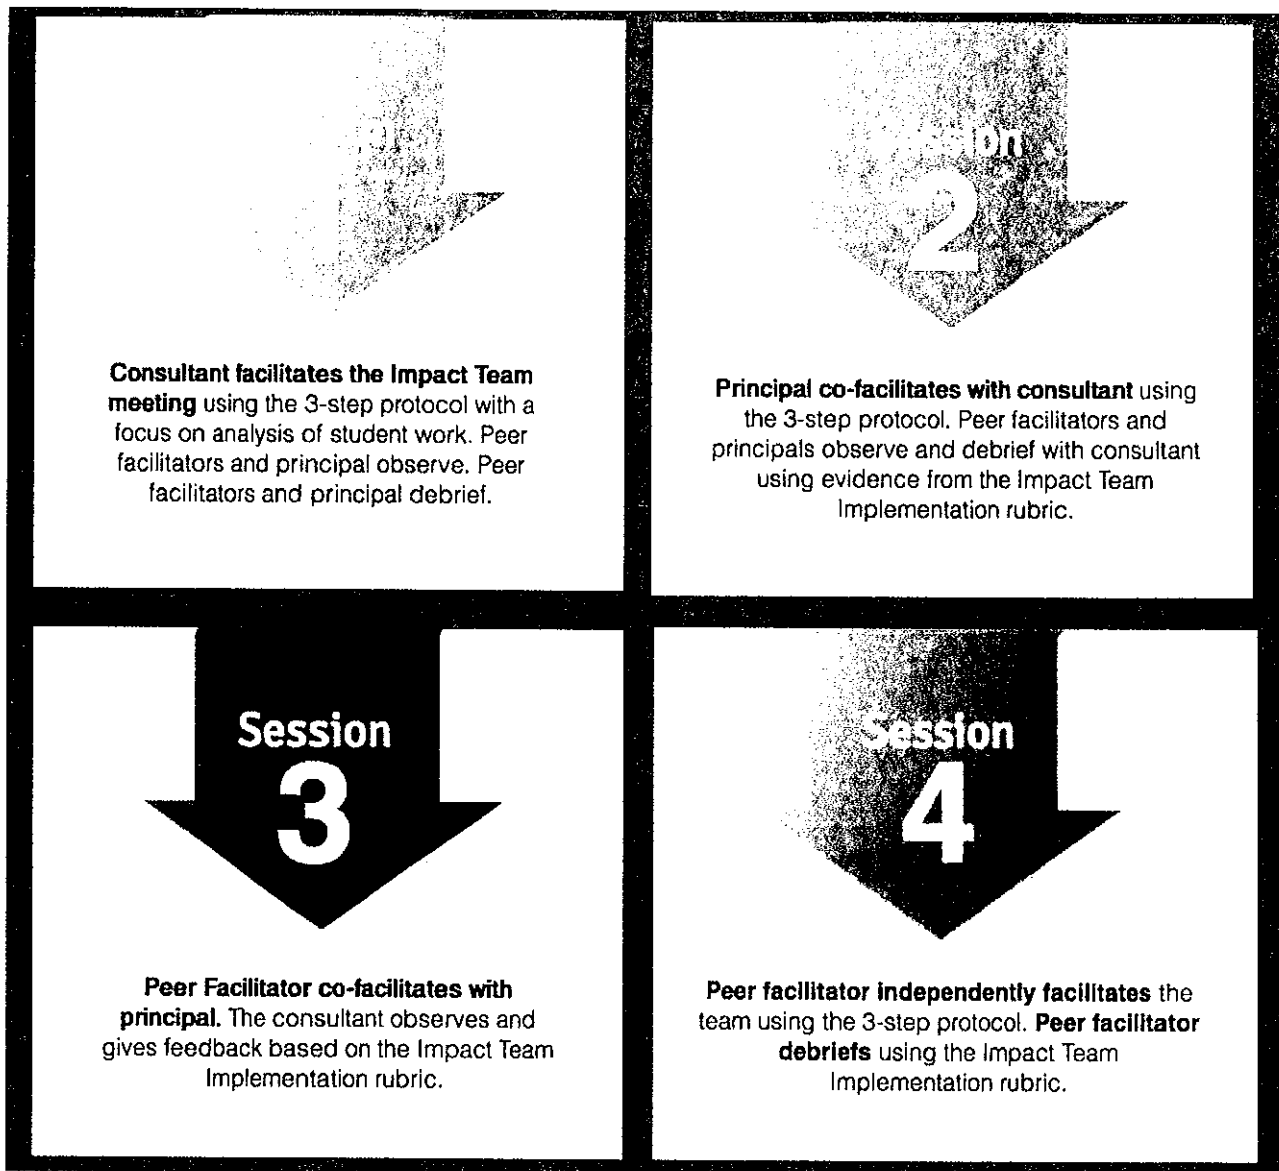 Consultant facilitates the Impact Team
meeting using the 3-step protocol with a
focus on analysis of student work. Peer
facilitators and principal observe. Peer
facilitators and principal debrief.
Session
2
Principal co-facilitates with consultant using
the 3-step protocol. Peer facilitators and
principals observe and debrief with consultant
using evidence from the Impact Team
Implementation rubric.
Session
3
Peer Facilitator co-facilitates with
principal. The consultant observes and
gives feedback based on the Impact Team
Implementation rubric.
Session
4
Peer facilitator independently facilitates the
team using the 3-step protocol. Peer facilitator
debriefs using the Impact Team
Implementation rubric.